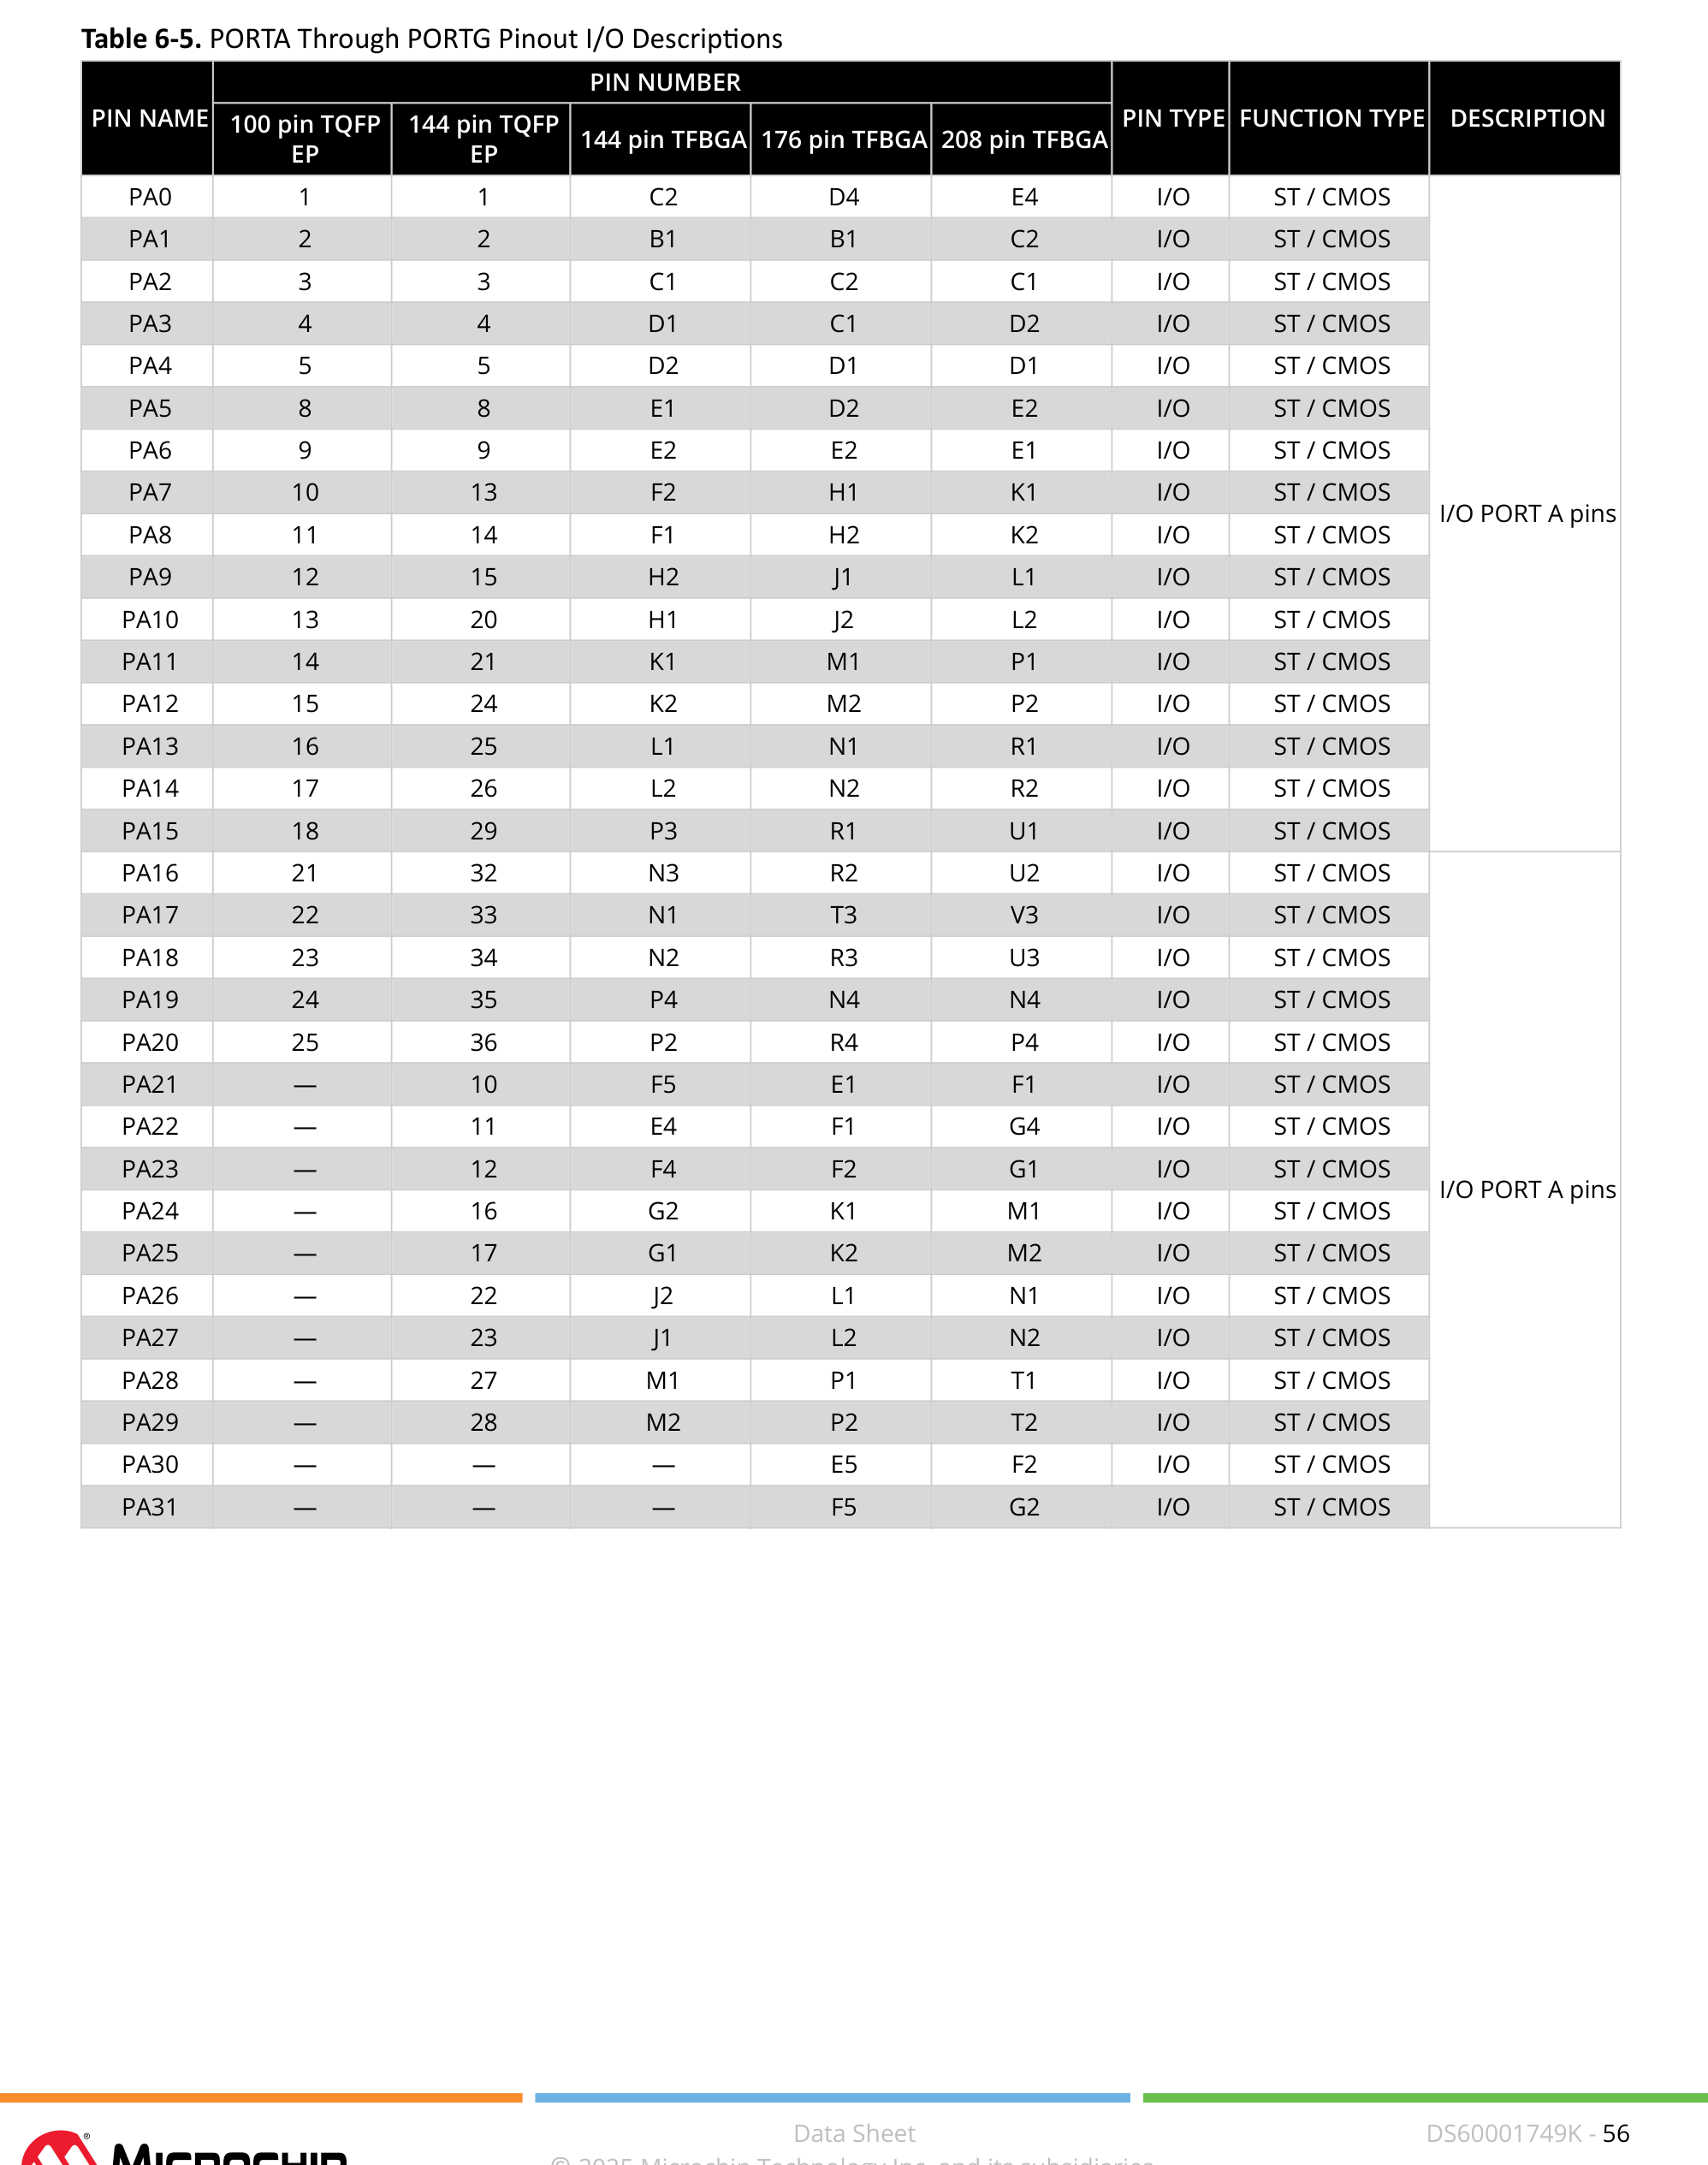 Table 6-5. PORTA Through PORTG Pinout I/O Descriptions
PIN NAME PIN NUMBER PIN TYPE FUNCTION TYPE DESCRIPTION
100 pin TQFP EP 144 pin TQFP EP 144 pin TFBGA 176 pin TFBGA 208 pin TFBGA
PA0 1 1 C2 D4 E4 I/O ST / CMOS
PA1 2 2 B1 B1 C2 I/O ST / CMOS
PA2 3 3 C1 C2 C1 I/O ST / CMOS
PA3 4 4 D1 C1 D2 I/O ST / CMOS
PA4 5 5 D2 D1 D1 I/O ST / CMOS
PA5 8 8 E1 D2 E2 I/O ST / CMOS
PA6 9 9 E2 E2 E1 I/O ST / CMOS
PA7 10 13 F2 H1 K1 I/O ST / CMOS
I/O PORT A pins
PA8 11 14 F1 H2 K2 I/O ST / CMOS
PA9 12 15 H2 J1 L1 I/O ST / CMOS
PA10 13 20 H1 J2 L2 I/O ST / CMOS
PA11 14 21 K1 M1 P1 I/O ST / CMOS
PA12 15 24 K2 M2 P2 I/O ST / CMOS
PA13 16 25 L1 N1 R1 I/O ST / CMOS
PA14 17 26 L2 N2 R2 I/O ST / CMOS
PA15 18 29 P3 R1 U1 I/O ST / CMOS
PA16 21 32 N3 R2 U2 I/O ST / CMOS
PA17 22 33 N1 T3 V3 I/O ST / CMOS
PA18 23 34 N2 R3 U3 I/O ST / CMOS
PA19 24 35 P4 N4 N4 I/O ST / CMOS
PA20 25 36 P2 R4 P4 I/O ST / CMOS
PA21 — 10 F5 E1 F1 I/O ST / CMOS
PA22 — 11 E4 F1 G4 I/O ST / CMOS
PA23 — 12 F4 F2 G1 I/O ST / CMOS
I/O PORT A pins
PA24 — 16 G2 K1 M1 I/O ST / CMOS
PA25 — 17 G1 K2 M2 I/O ST / CMOS
PA26 — 22 J2 L1 N1 I/O ST / CMOS
PA27 — 23 J1 L2 N2 I/O ST / CMOS
PA28 — 27 M1 P1 T1 I/O ST / CMOS
PA29 — 28 M2 P2 T2 I/O ST / CMOS
PA30 — — — E5 F2 I/O ST / CMOS
PA31 — — — F5 G2 I/O ST / CMOS
Data Sheet
DS60001749K - 56
® MICROCHIP
© 2025 Microchip Technology Inc. and its subsidiaries